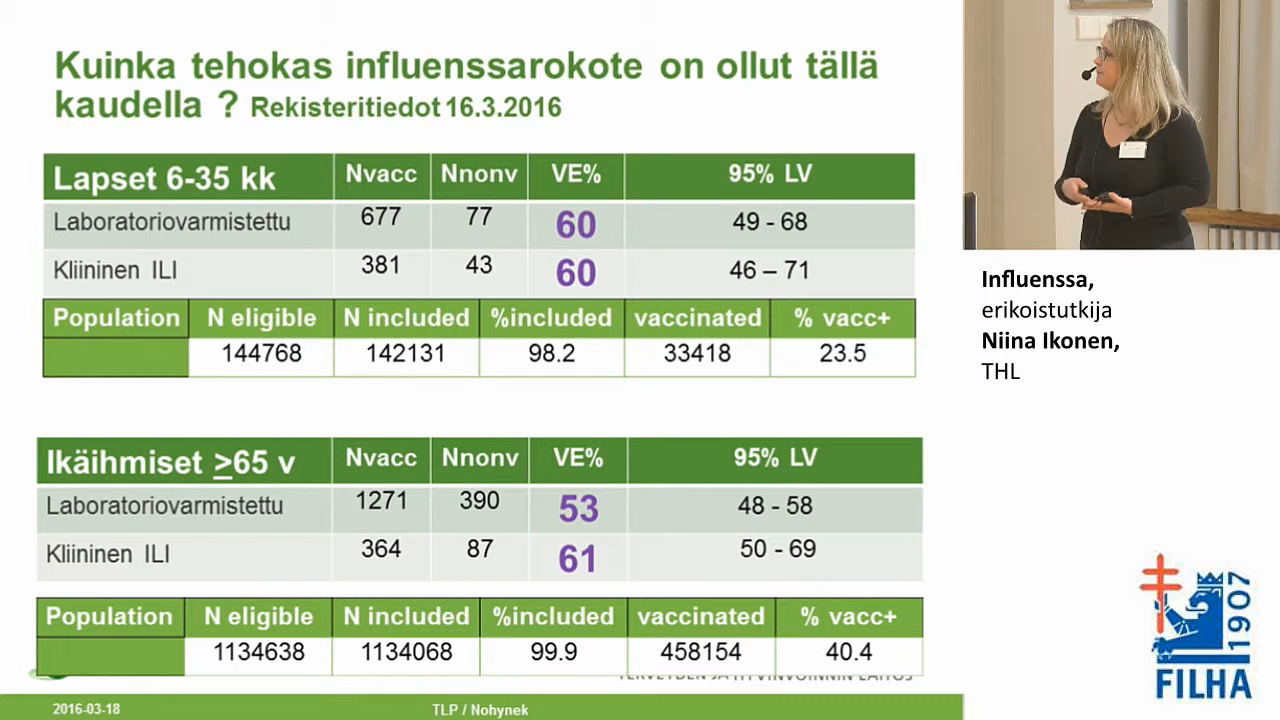 Kuinka tehokas influenssarokote on ollut tällä
kaudella ? Rekisteritiedot 16.3.2016
Lapset 6-35 kk Nvacc Nnonv VE% 95% LV
Laboratoriovarmistettu 677 77 60 49 - 68
Kliininen ILI 381 43 60 46 – 71
Population N eligible N included %included vaccinated % vacc+
144768 142131 98.2 33418 23.5
Ikäihmiset >65 v Nvacc Nnonv VE% 95% LV
Laboratoriovarmistettu 1271 390 53 48 - 58
Kliininen ILI 364 87 61 50 - 69
Population N eligible N included %included vaccinated % vacc+
1134638 1134068 99.9 458154 40.4
TERVEYDEN JA HYVINVOINNIN LAITOS
2016-03-18 TLP / Nohynek
Influenssa,
erikoistutkija
Niina Ikonen,
THL
1907
FILHA